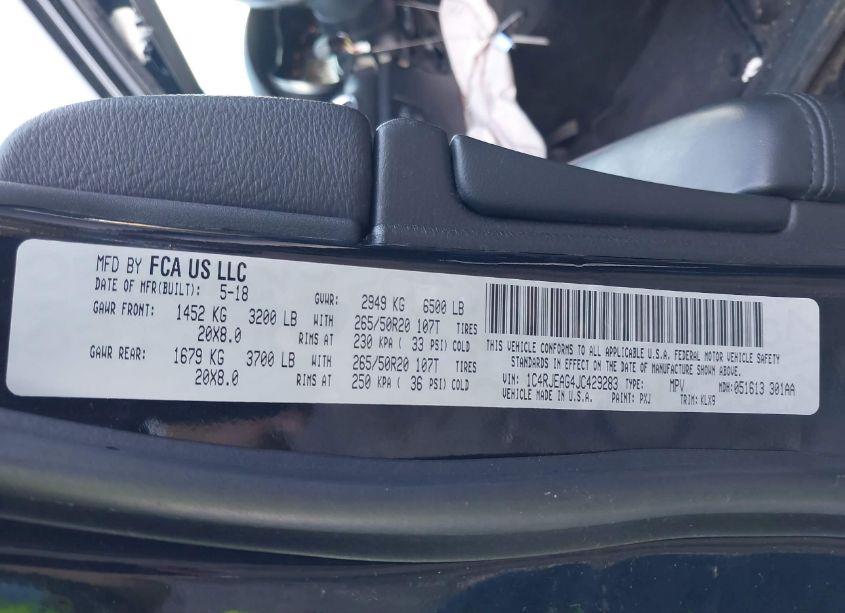 MFD BY FCA US LLC
DATE OF MFR(BUILT): 5-18 GVWR: 2949 KG 6500 LB
GAWR FRONT: 1452 KG 3200 LB WITH 265/50R20 107T TIRES
20X8.0 RIMS AT 230 KPA ( 33 PSI) COLD
GAWR REAR: 1679 KG 3700 LB WITH 265/50R20 107T TIRES
20X8.0 RIMS AT 250 KPA ( 36 PSI) COLD
THIS VEHICLE CONFORMS TO ALL APPLICABLE U.S.A. FEDERAL MOTOR VEHICLE SAFETY
STANDARDS IN EFFECT ON THE DATE OF MANUFACTURE SHOWN ABOVE.
VIN: 1C4RJEAG4JC429283 TYPE: MPV MDH: 051613 301AA
VEHICLE MADE IN U.S.A. PAINT: PXJ TRIM: KLX9